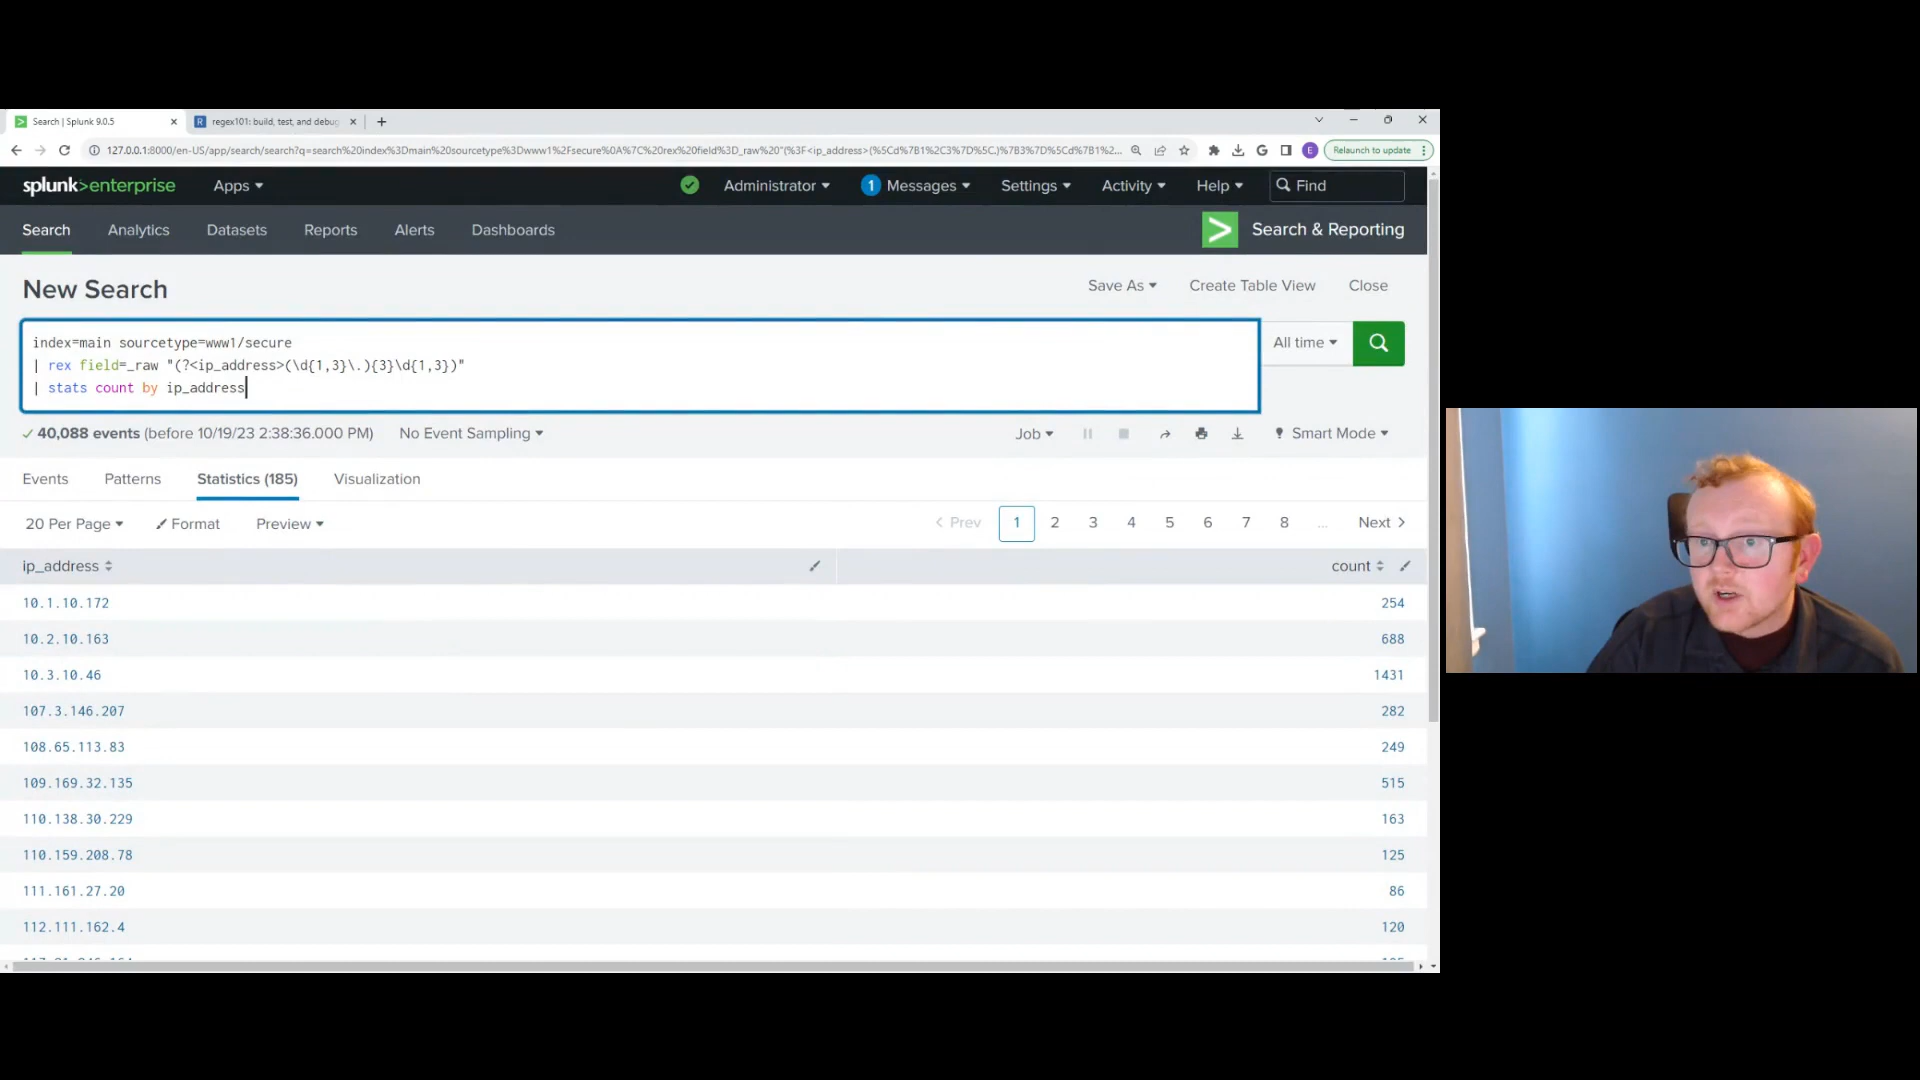 Search | Splunk 9.0.5
regex101: build, test, and debug
127.0.0.1:8000/en-US/app/search/search?q=search%20index%3Dmain%20sourcetype%3Dwww1%2Fsecure%0A%7C%20rex%20field%3D_raw%20"(%3F<ip_address>(%5Cd%7B1%2C3%7D%5C.)%7B3%7D%5Cd%7B1%2...
E
Relaunch to update
splunk>enterprise
Apps
Administrator
1 Messages
Settings
Activity
Help
Find
Search
Analytics
Datasets
Reports
Alerts
Dashboards
Search & Reporting
New Search
Save As
Create Table View
Close
index=main sourcetype=www1/secure
| rex field=_raw "(?<ip_address>(\d{1,3}\.){3}\d{1,3})"
| stats count by ip_address
All time
40,088 events (before 10/19/23 2:38:36.000 PM)
No Event Sampling
Job
Smart Mode
Events
Patterns
Statistics (185)
Visualization
20 Per Page
Format
Preview
< Prev
1 2 3 4 5 6 7 8 ...
Next >
ip_address count
10.1.10.172 254
10.2.10.163 688
10.3.10.46 1431
107.3.146.207 282
108.65.113.83 249
109.169.32.135 515
110.138.30.229 163
110.159.208.78 125
111.161.27.20 86
112.111.162.4 120